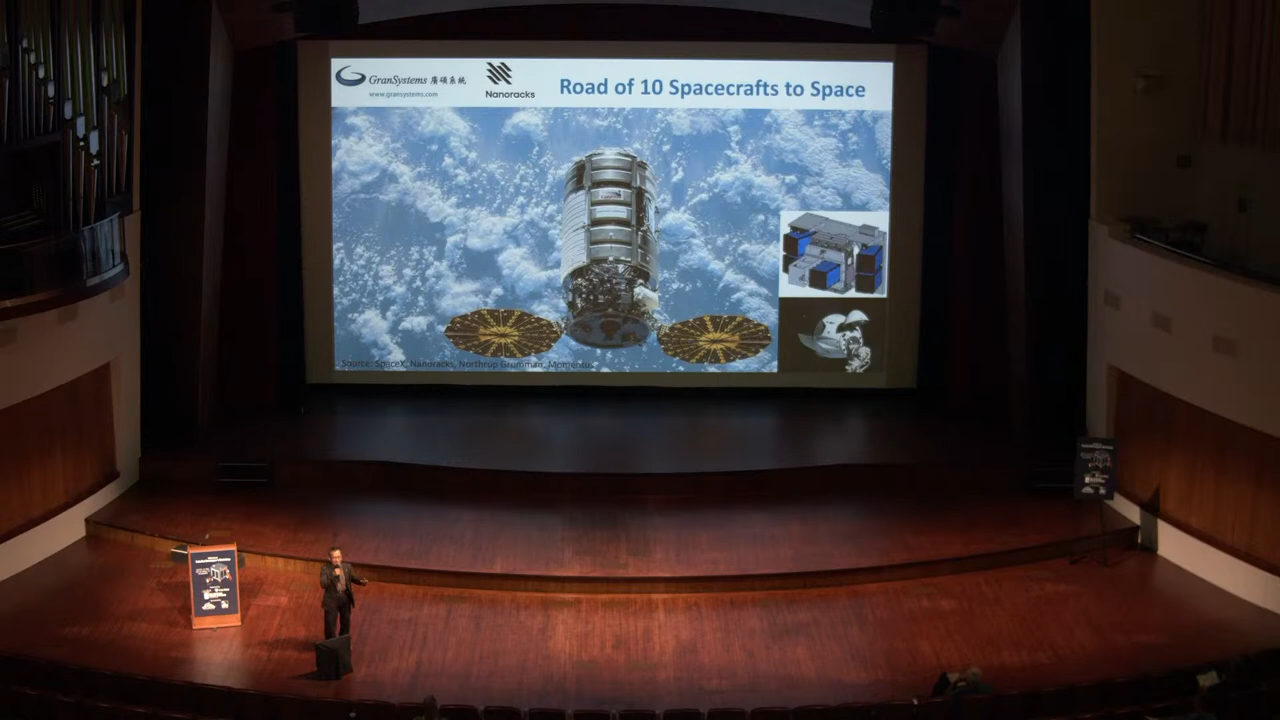 GranSystems 廣碩系統
www.gransystems.com
Nanoracks
Road of 10 Spacecrafts to Space
Source: SpaceX, Nanoracks, Northrup Grumman, Momentus